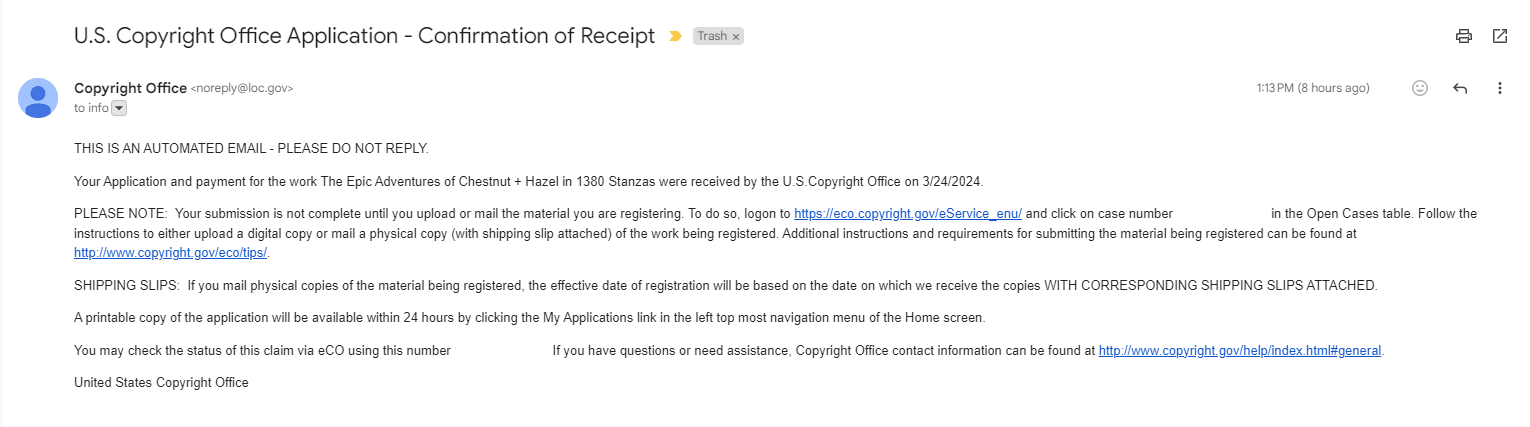 U.S. Copyright Office Application - Confirmation of Receipt Trash ×
Copyright Office <noreply@loc.gov> 1:13 PM (8 hours ago)
to info
THIS IS AN AUTOMATED EMAIL - PLEASE DO NOT REPLY.
Your Application and payment for the work The Epic Adventures of Chestnut + Hazel in 1380 Stanzas were received by the U.S.Copyright Office on 3/24/2024.
PLEASE NOTE: Your submission is not complete until you upload or mail the material you are registering. To do so, logon to https://eco.copyright.gov/eService_enu/ and click on case number in the Open Cases table. Follow the
instructions to either upload a digital copy or mail a physical copy (with shipping slip attached) of the work being registered. Additional instructions and requirements for submitting the material being registered can be found at
http://www.copyright.gov/eco/tips/.
SHIPPING SLIPS: If you mail physical copies of the material being registered, the effective date of registration will be based on the date on which we receive the copies WITH CORRESPONDING SHIPPING SLIPS ATTACHED.
A printable copy of the application will be available within 24 hours by clicking the My Applications link in the left top most navigation menu of the Home screen.
You may check the status of this claim via eCO using this number If you have questions or need assistance, Copyright Office contact information can be found at http://www.copyright.gov/help/index.html#general.
United States Copyright Office